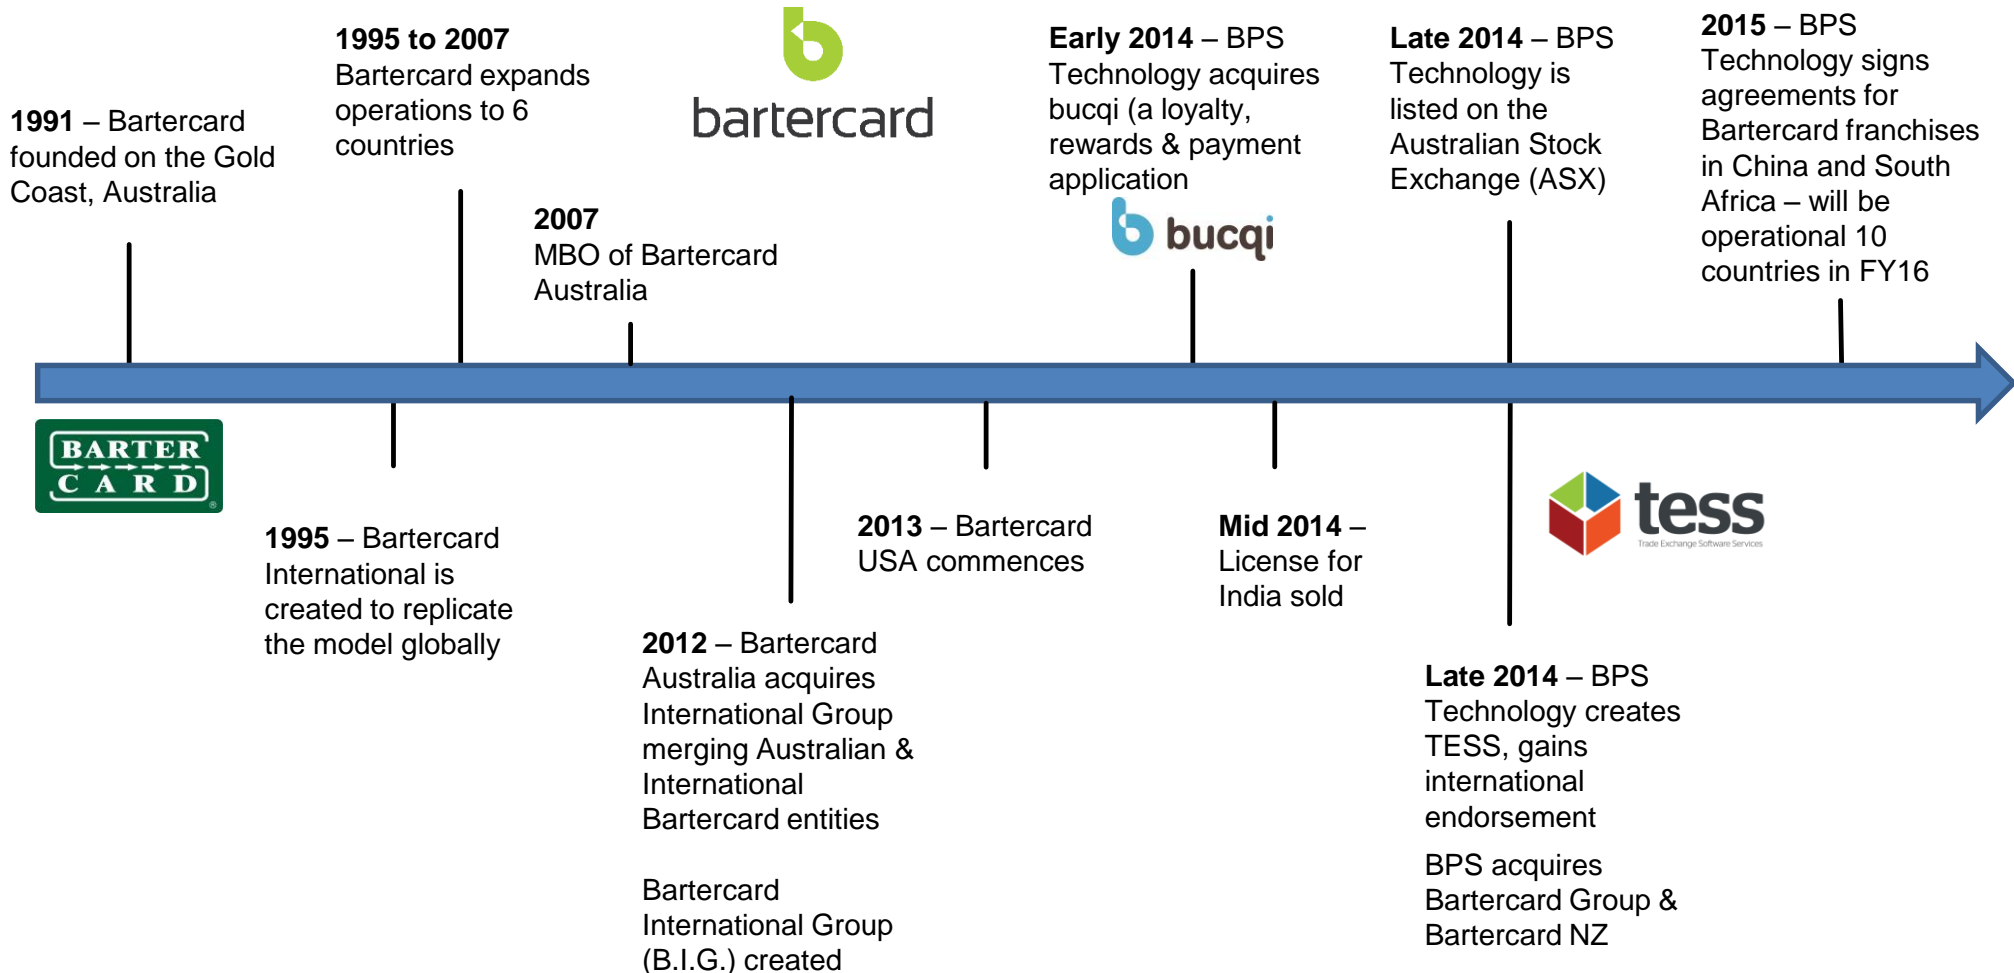 1991 – Bartercard
founded on the Gold
Coast, Australia
1995 to 2007
Bartercard expands
operations to 6
countries
bartercard
2007
MBO of Bartercard
Australia
Early 2014 – BPS
Technology acquires
bucqi (a loyalty,
rewards & payment
application
bucqi
Late 2014 – BPS
Technology is
listed on the
Australian Stock
Exchange (ASX)
2015 – BPS
Technology signs
agreements for
Bartercard franchises
in China and South
Africa – will be
operational 10
countries in FY16
BARTER
CARD
®
1995 – Bartercard
International is
created to replicate
the model globally
2012 – Bartercard
Australia acquires
International Group
merging Australian &
International
Bartercard entities
Bartercard
International Group
(B.I.G.) created
2013 – Bartercard
USA commences
Mid 2014 –
License for
India sold
tess
Trade Exchange Software Services
Late 2014 – BPS
Technology creates
TESS, gains
international
endorsement
BPS acquires
Bartercard Group &
Bartercard NZ